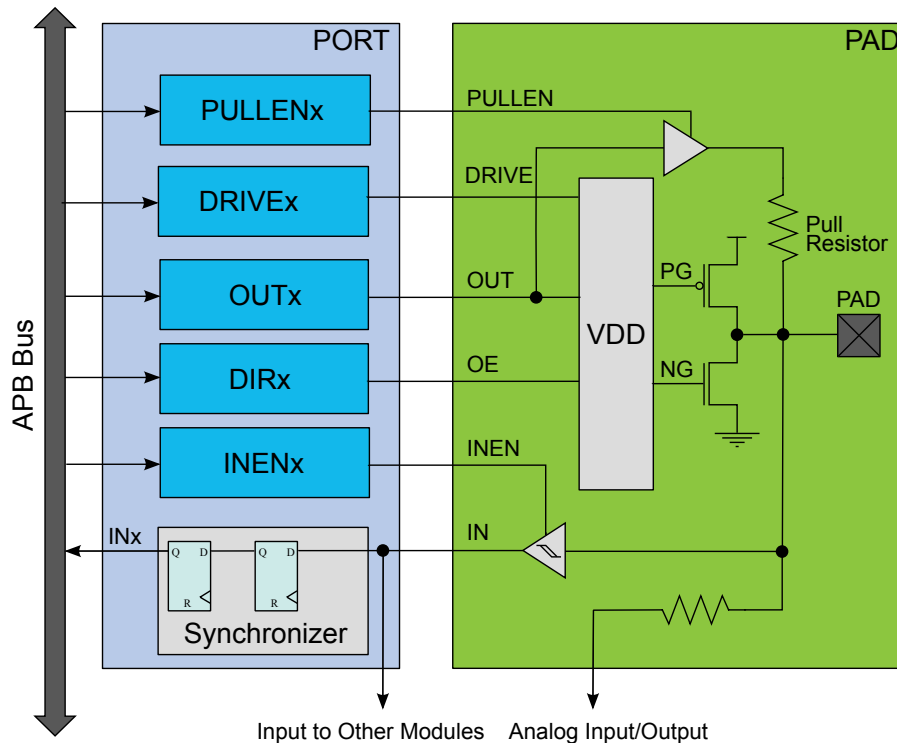 PORT
PAD
APB Bus
PULLENx
PULLEN
DRIVEx
DRIVE
Pull
Resistor
OUTx
OUT
PG
PAD
VDD
DIRx
OE
NG
INENx
INEN
INx
IN
Q D
R
Q D
R
Synchronizer
Input to Other Modules
Analog Input/Output